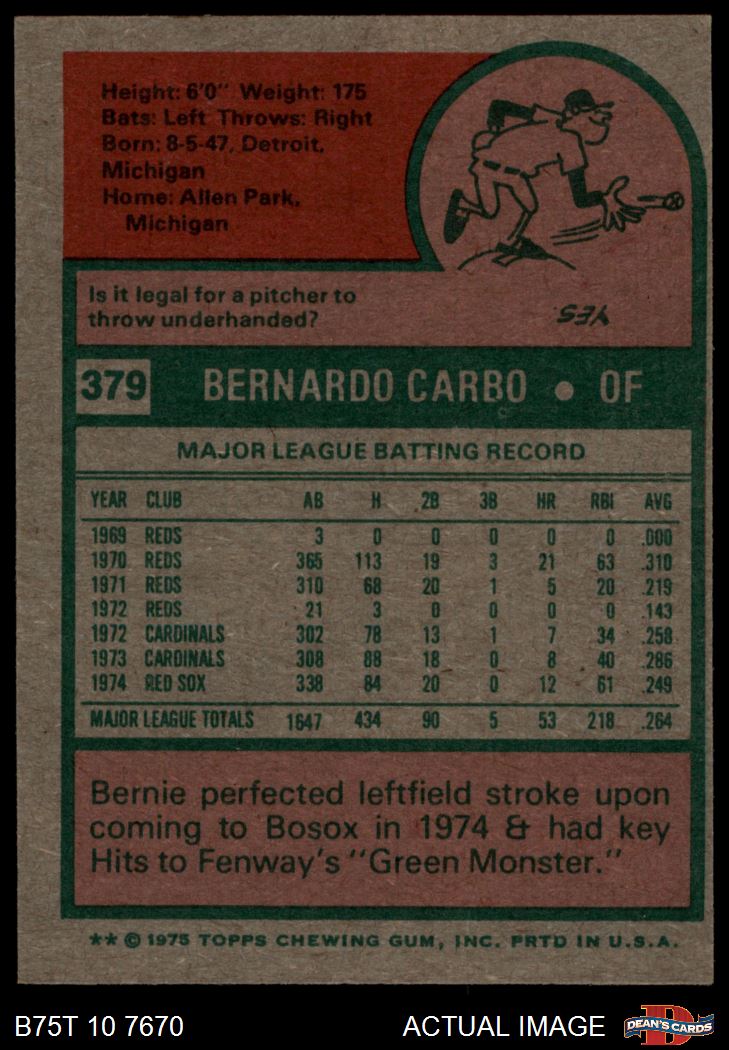 Height: 6'0" Weight: 175
Bats: Left Throws: Right
Born: 8-5-47, Detroit,
Michigan
Home: Allen Park,
Michigan
Is it legal for a pitcher to
throw underhanded?
YES
379 BERNARDO CARBO • OF
MAJOR LEAGUE BATTING RECORD
YEAR CLUB AB H 2B 3B HR RBI AVG
1969 REDS 3 0 0 0 0 0 .000
1970 REDS 365 113 19 3 21 63 .310
1971 REDS 310 68 20 1 5 20 .219
1972 REDS 21 3 0 0 0 0 .143
1972 CARDINALS 302 78 13 1 7 34 .258
1973 CARDINALS 308 88 18 0 8 40 .286
1974 RED SOX 338 84 20 0 12 61 .249
MAJOR LEAGUE TOTALS 1647 434 90 5 53 218 .264
Bernie perfected leftfield stroke upon
coming to Bosox in 1974 & had key
Hits to Fenway's "Green Monster."
** © 1975 TOPPS CHEWING GUM, INC. PRTD IN U.S.A.
B75T 10 7670 ACTUAL IMAGE D DEAN'S CARDS